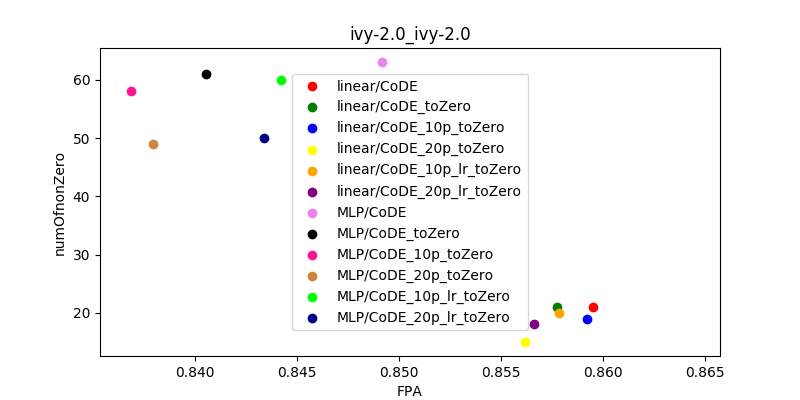 ivy-2.0_ivy-2.0
numOfnonZero
60
50
40
30
20
linear/CoDE
linear/CoDE_toZero
linear/CoDE_10p_toZero
linear/CoDE_20p_toZero
linear/CoDE_10p_lr_toZero
linear/CoDE_20p_lr_toZero
MLP/CoDE
MLP/CoDE_toZero
MLP/CoDE_10p_toZero
MLP/CoDE_20p_toZero
MLP/CoDE_10p_lr_toZero
MLP/CoDE_20p_lr_toZero
0.840 0.845 0.850 0.855 0.860 0.865
FPA